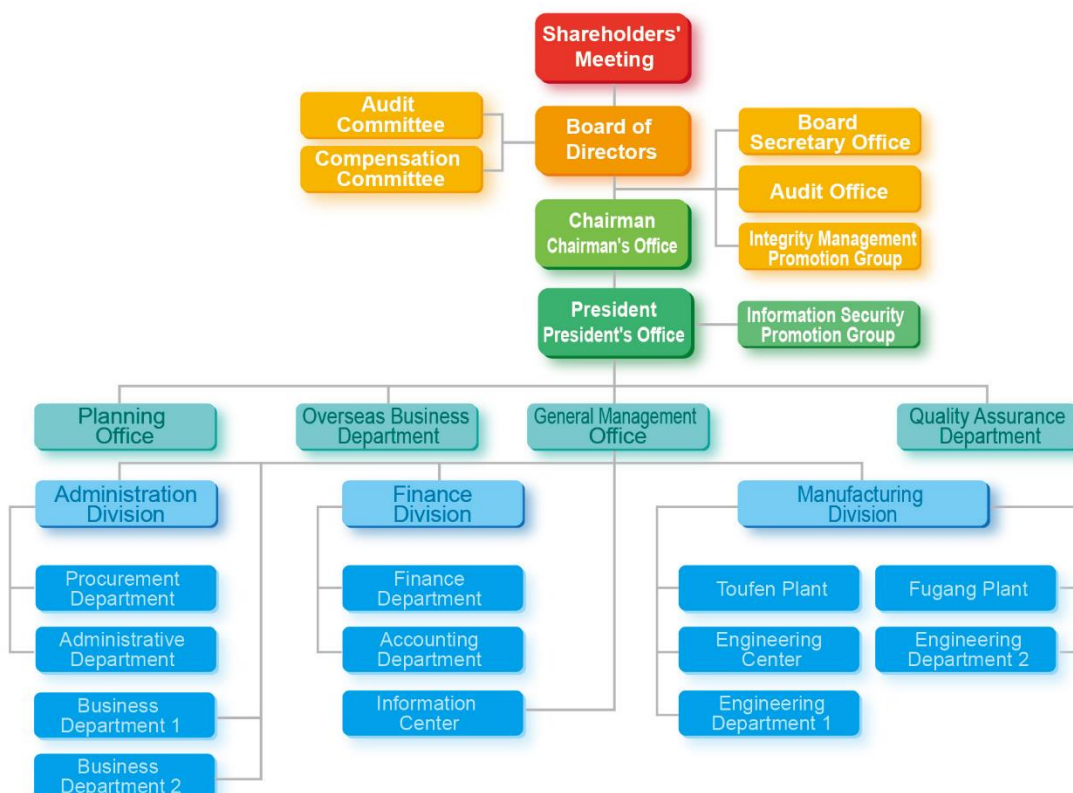 Shareholders'
Meeting
Audit
Committee
Board of
Directors
Board
Secretary Office
Compensation
Committee
Audit Office
Chairman
Chairman's Office
Integrity Management
Promotion Group
President
President's Office
Information Security
Promotion Group
Planning
Office
Overseas Business
Department
General Management
Office
Quality Assurance
Department
Administration
Division
Finance
Division
Manufacturing
Division
Procurement
Department
Finance
Department
Toufen Plant
Fugang Plant
Administrative
Department
Accounting
Department
Engineering
Center
Engineering
Department 2
Business
Department 1
Information
Center
Engineering
Department 1
Business
Department 2